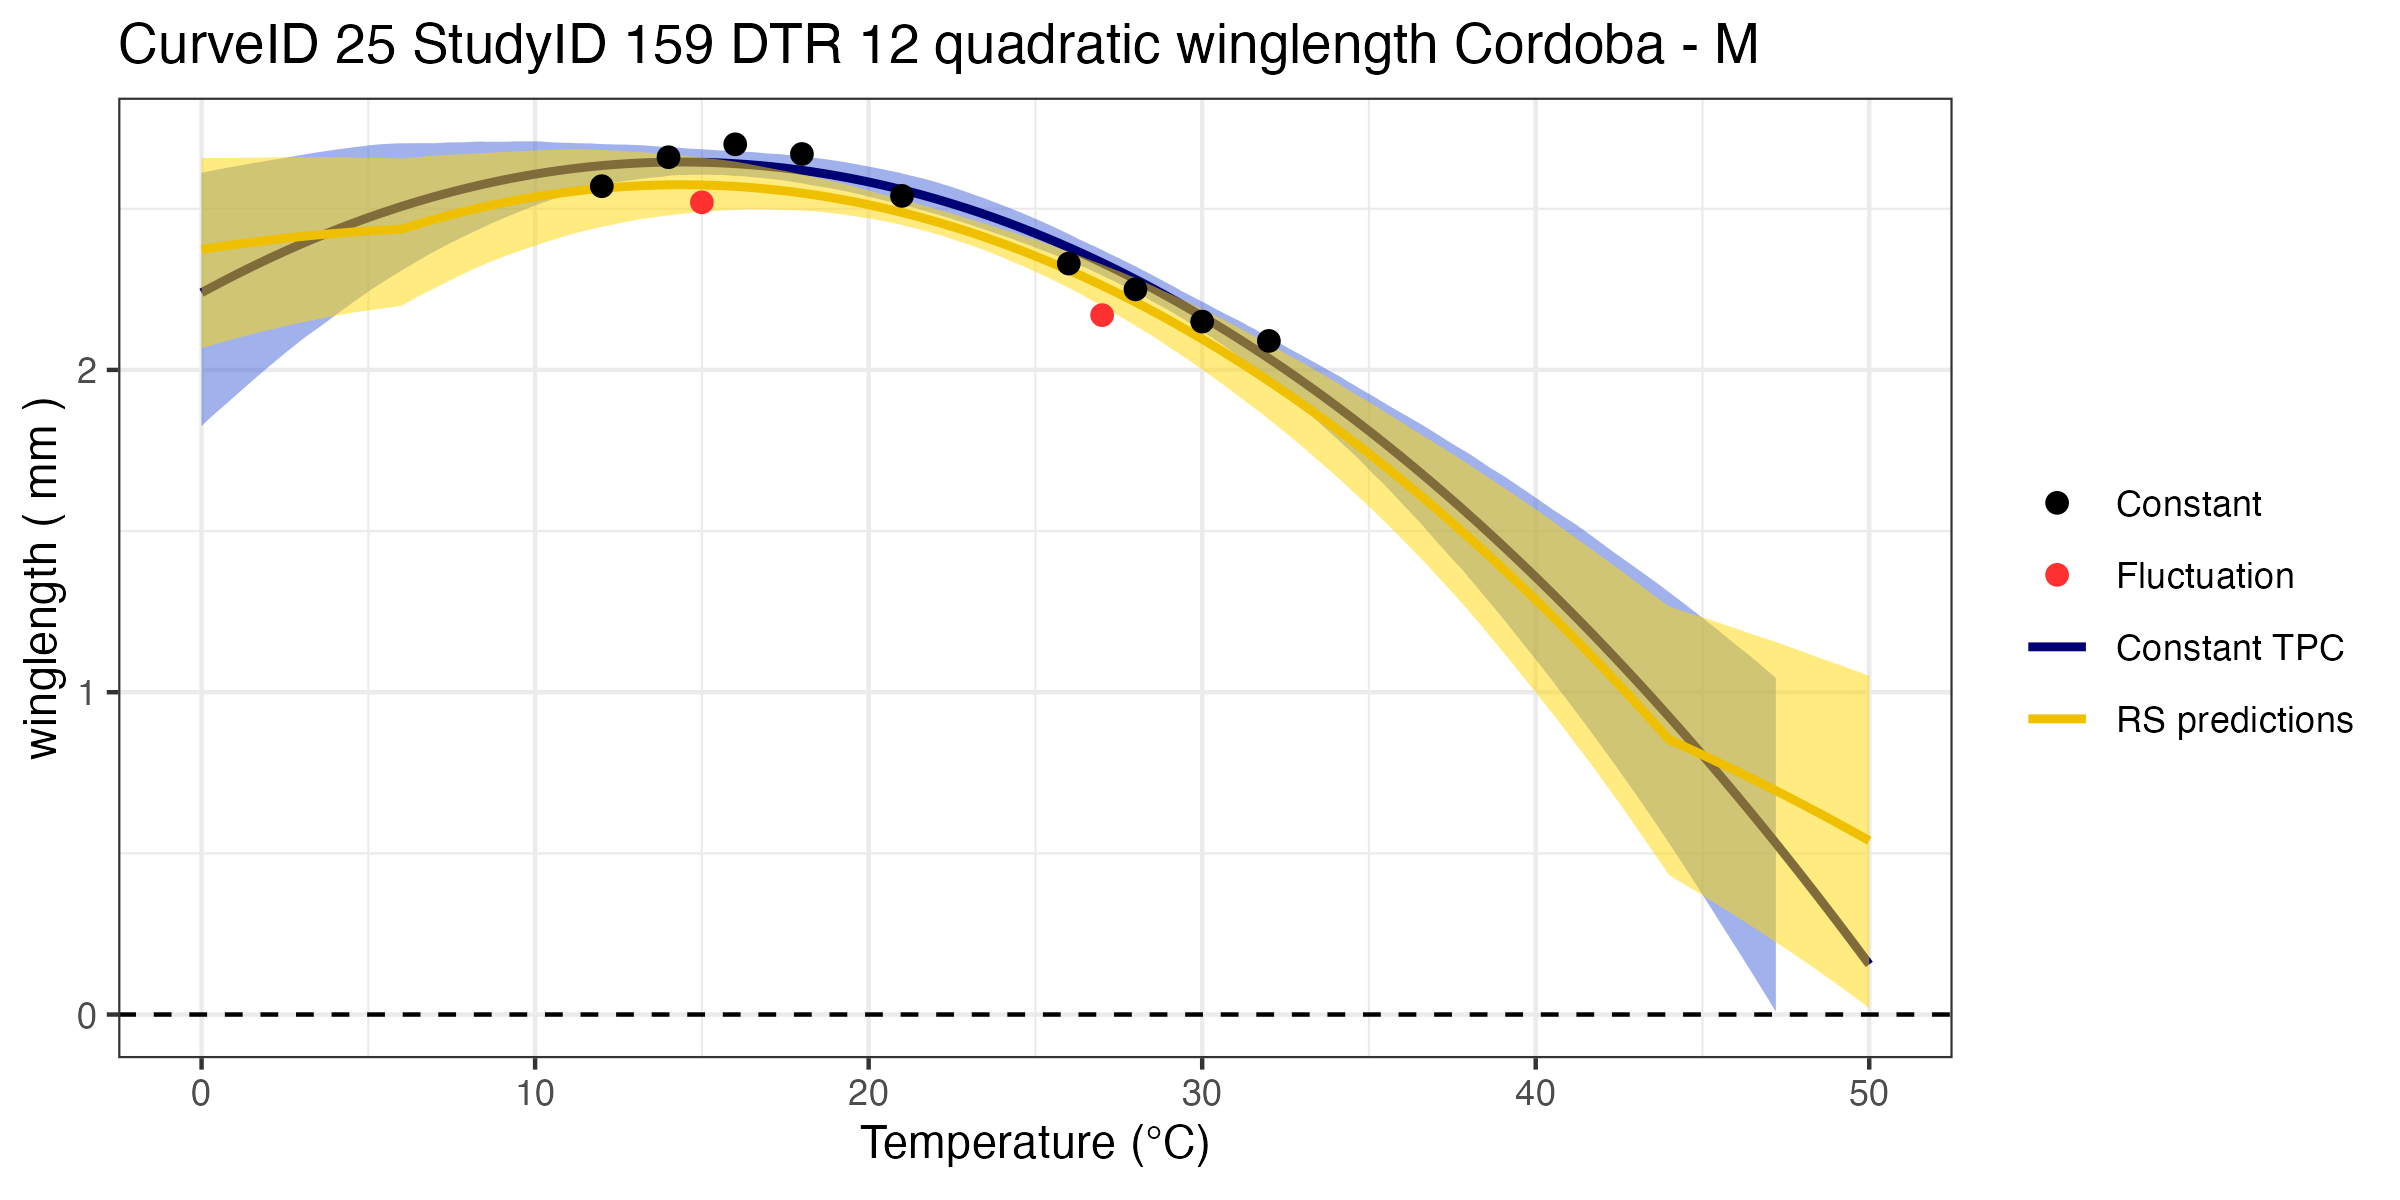 CurveID 25 StudyID 159 DTR 12 quadratic winglength Cordoba - M
winglength ( mm )
2
1
0
0 10 20 30 40 50
Temperature (°C)
Constant
Fluctuation
Constant TPC
RS predictions